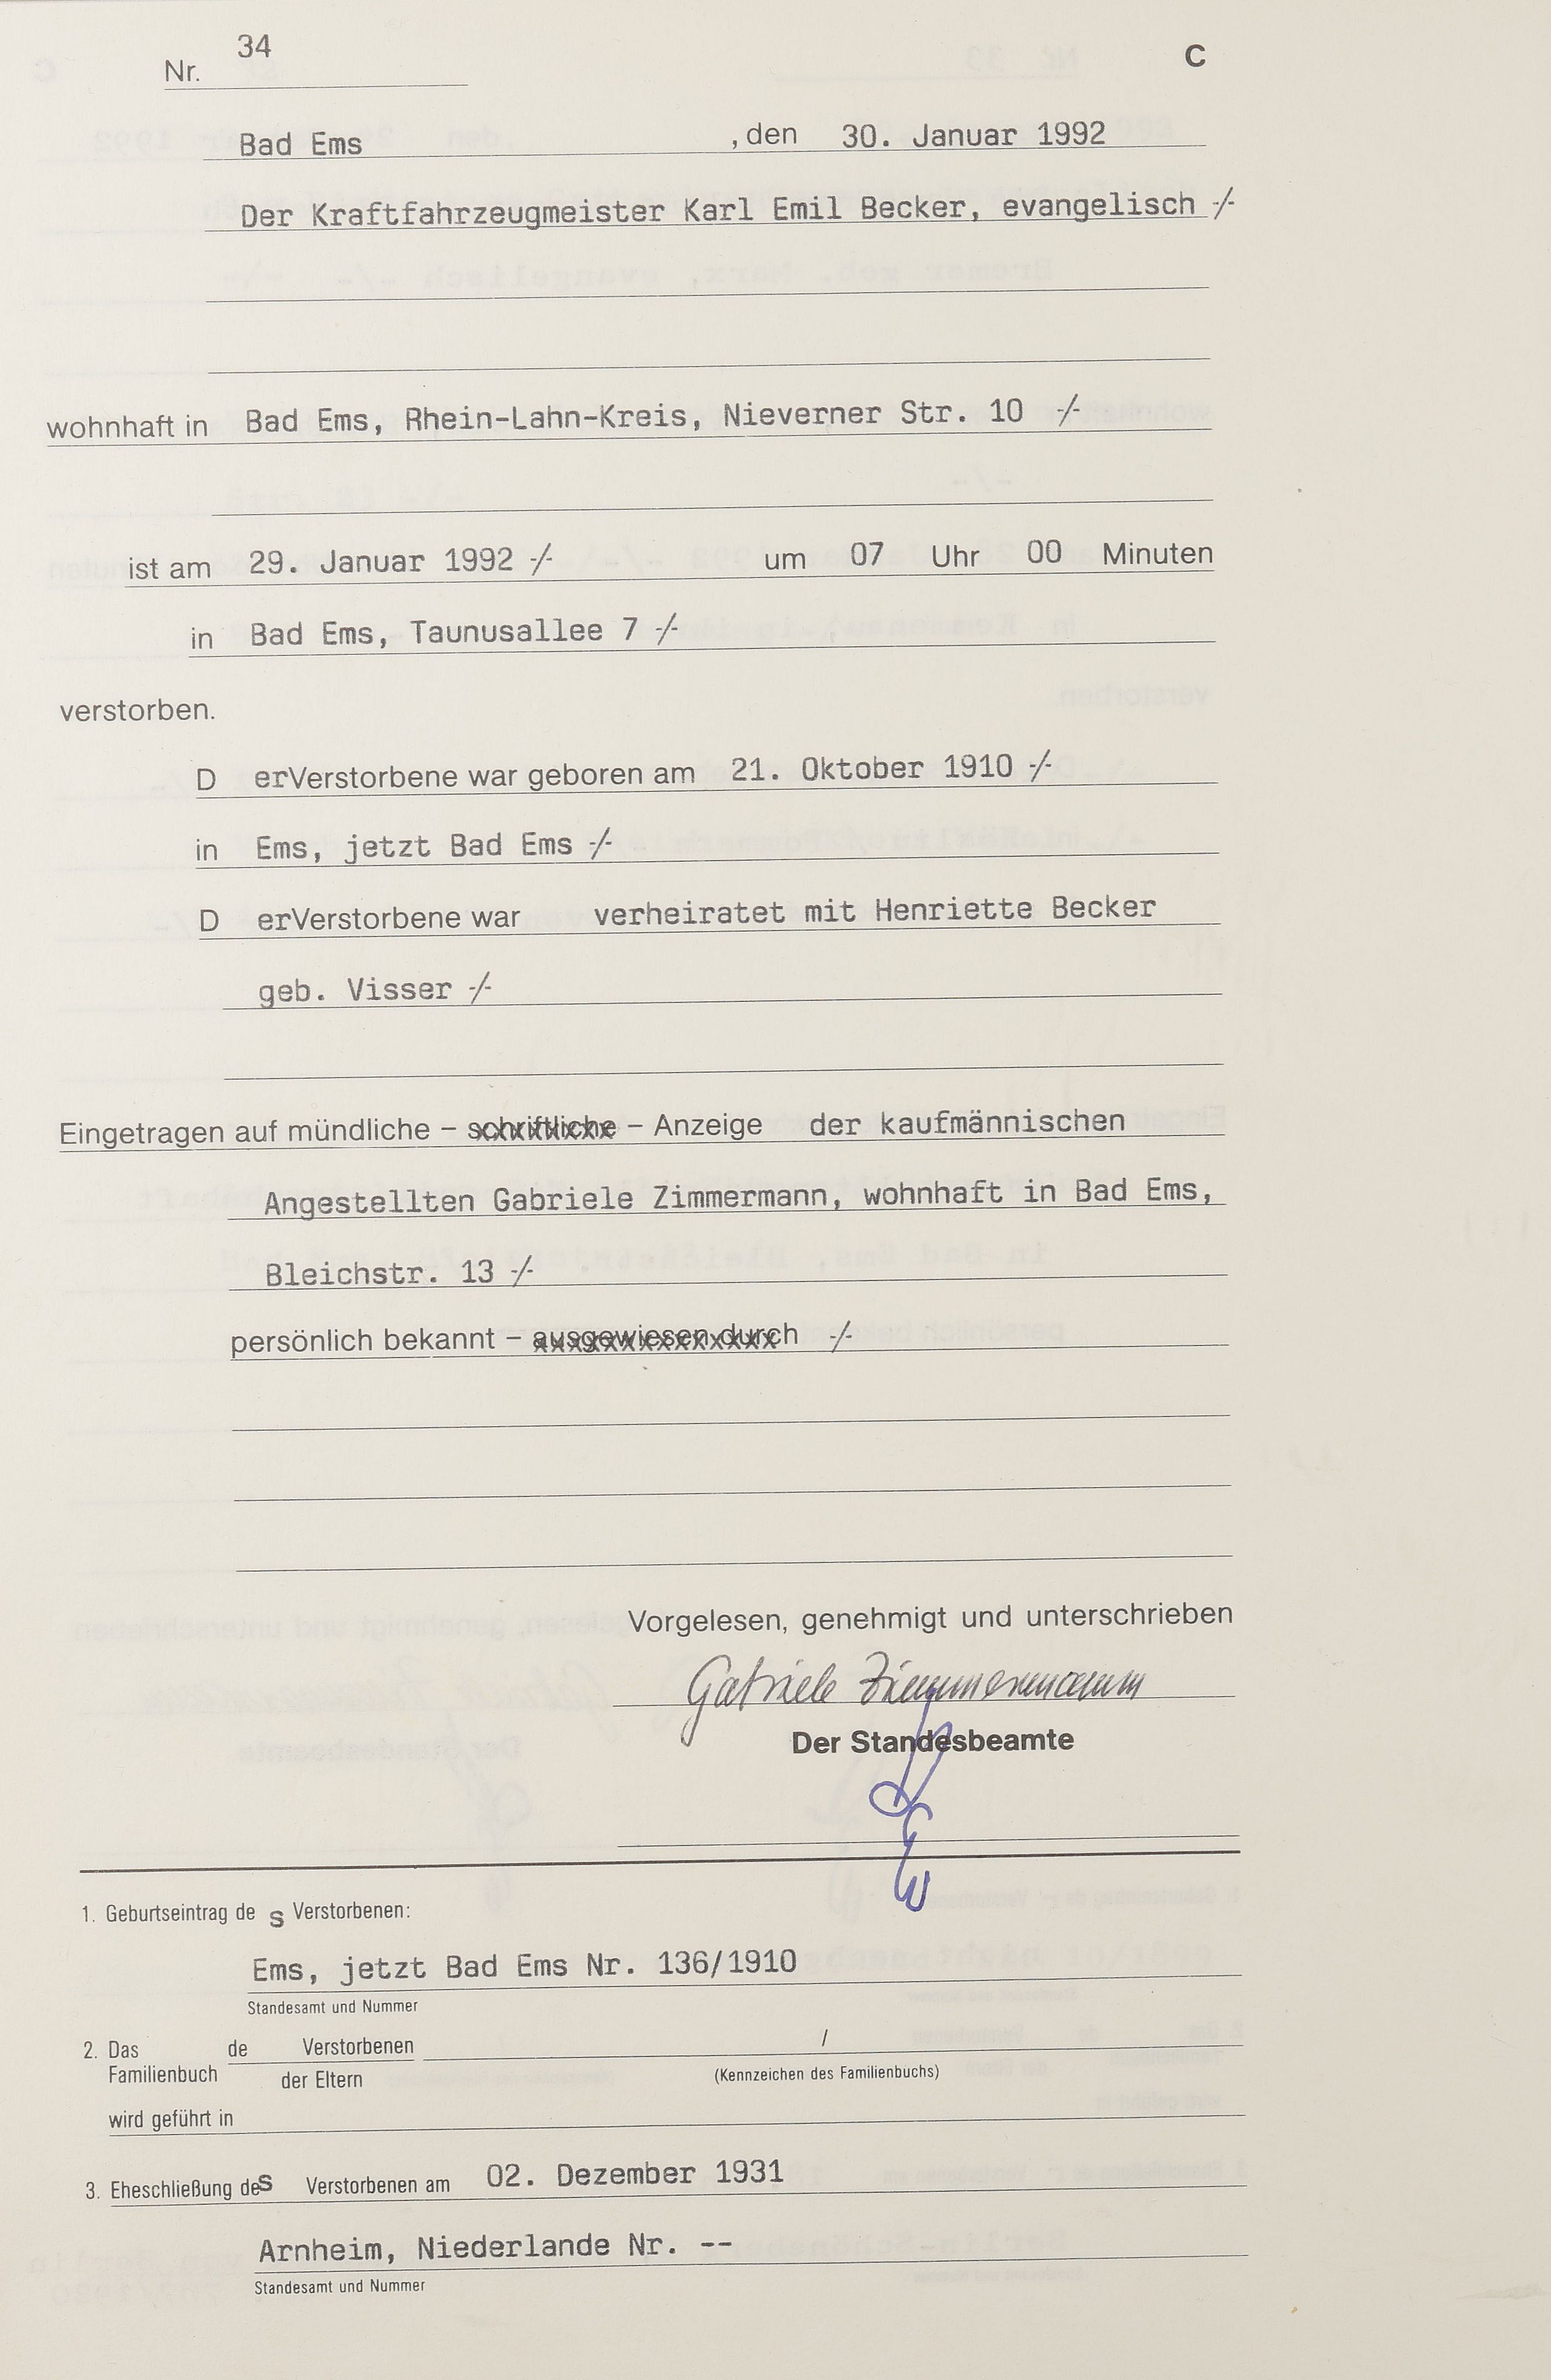 34
Nr.
C
Bad Ems , den 30. Januar 1992
Der Kraftfahrzeugmeister Karl Emil Becker, evangelisch -/-
wohnhaft in Bad Ems, Rhein-Lahn-Kreis, Nieverner Str. 10 -/-
ist am 29. Januar 1992 -/- um 07 Uhr 00 Minuten
in Bad Ems, Taunusallee 7 -/-
verstorben.
D erVerstorbene war geboren am 21. Oktober 1910 -/-
in Ems, jetzt Bad Ems -/-
D erVerstorbene war verheiratet mit Henriette Becker
geb. Visser -/-
Eingetragen auf mündliche – schriftliche – Anzeige der kaufmännischen
Angestellten Gabriele Zimmermann, wohnhaft in Bad Ems,
Bleichstr. 13 -/-
persönlich bekannt – ausgewiesen durch -/-
Vorgelesen, genehmigt und unterschrieben
Gabriele Zimmermann
Der Standesbeamte
1. Geburtseintrag de s Verstorbenen:
Ems, jetzt Bad Ems Nr. 136/1910
Standesamt und Nummer
2. Das de Verstorbenen /
Familienbuch der Eltern (Kennzeichen des Familienbuchs)
wird geführt in
3. Eheschließung des Verstorbenen am 02. Dezember 1931
Arnheim, Niederlande Nr. --
Standesamt und Nummer